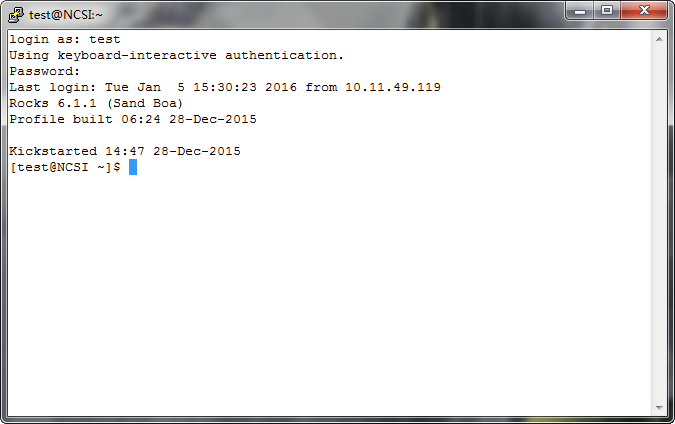 test@NCSI:~
login as: test
Using keyboard-interactive authentication.
Password:
Last login: Tue Jan  5 15:30:23 2016 from 10.11.49.119
Rocks 6.1.1 (Sand Boa)
Profile built 06:24 28-Dec-2015

Kickstarted 14:47 28-Dec-2015
[test@NCSI ~]$